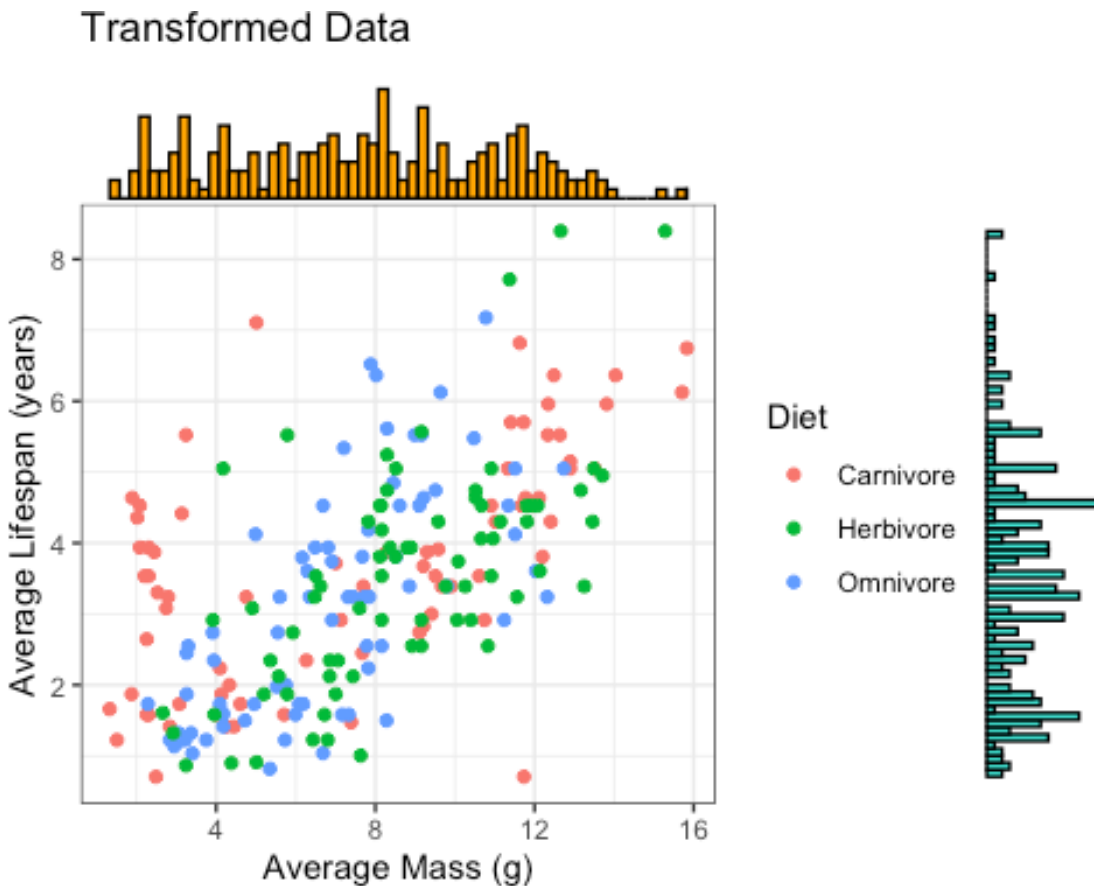 Transformed Data
8
6
4
2
Average Lifespan (years)
4 8 12 16
Average Mass (g)
Diet
Carnivore
Herbivore
Omnivore